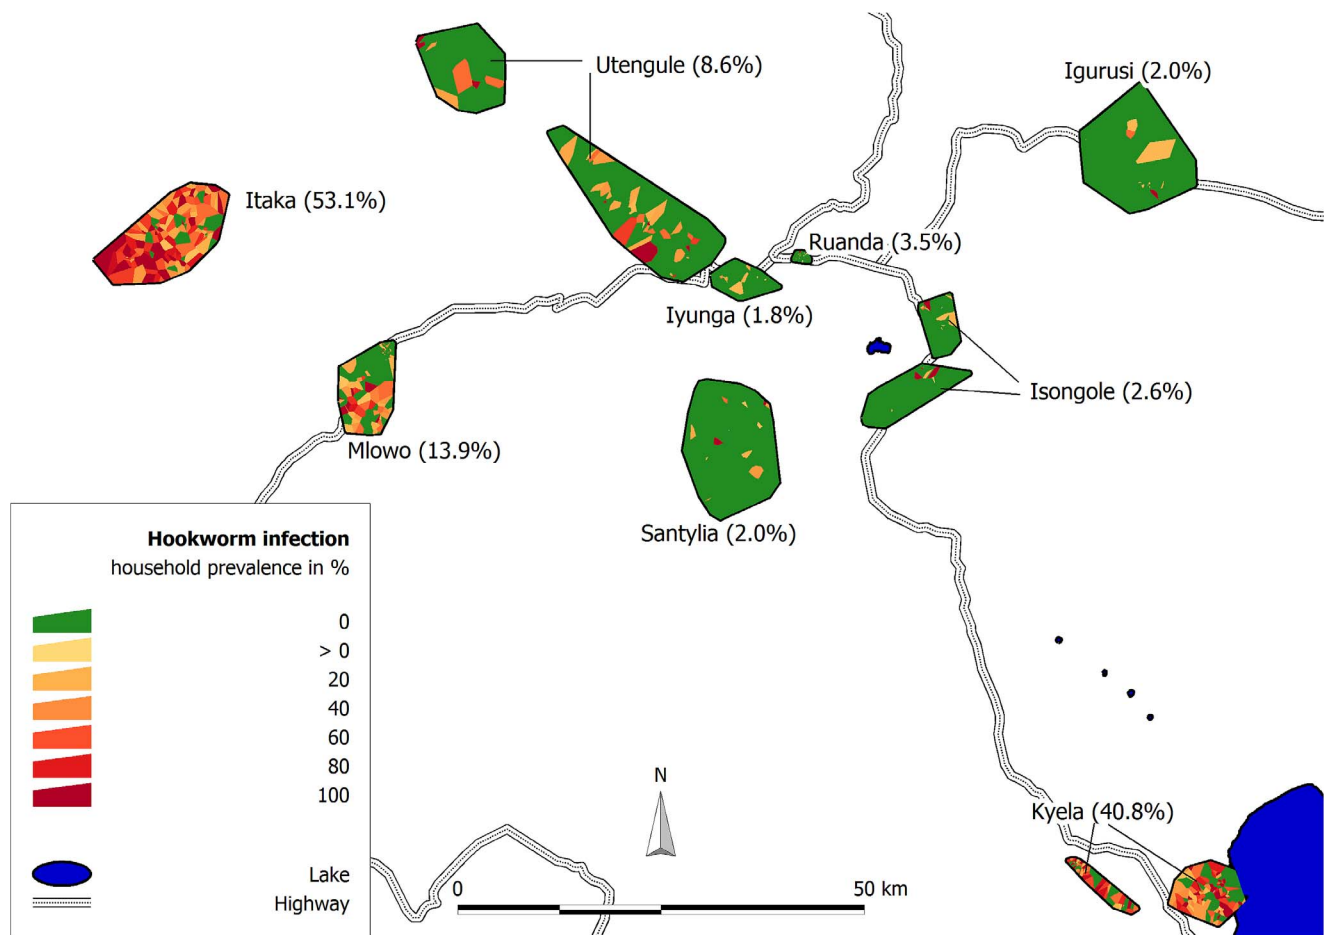 Utengule (8.6%)
Igurusi (2.0%)
Itaka (53.1%)
Ruanda (3.5%)
Iyunga (1.8%)
Isongole (2.6%)
Mlowo (13.9%)
Santylia (2.0%)
Hookworm infection
household prevalence in %
0
> 0
20
40
60
80
100
Lake
Highway
N
0
50 km
Kyela (40.8%)